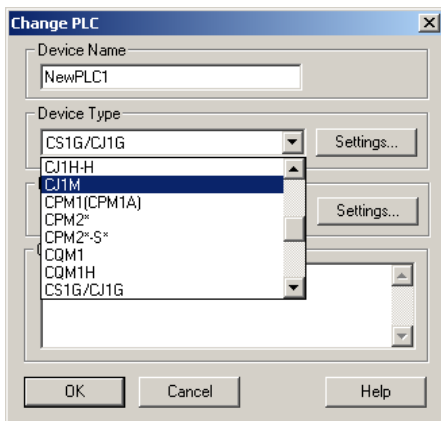 Change PLC
Device Name
NewPLC1
Device Type
CS1G/CJ1G
Settings...
CJ1H-H
CJ1M
CPM1(CPM1A)
CPM2*
CPM2*-S*
CQM1
CQM1H
CS1G/CJ1G
Settings...
OK
Cancel
Help